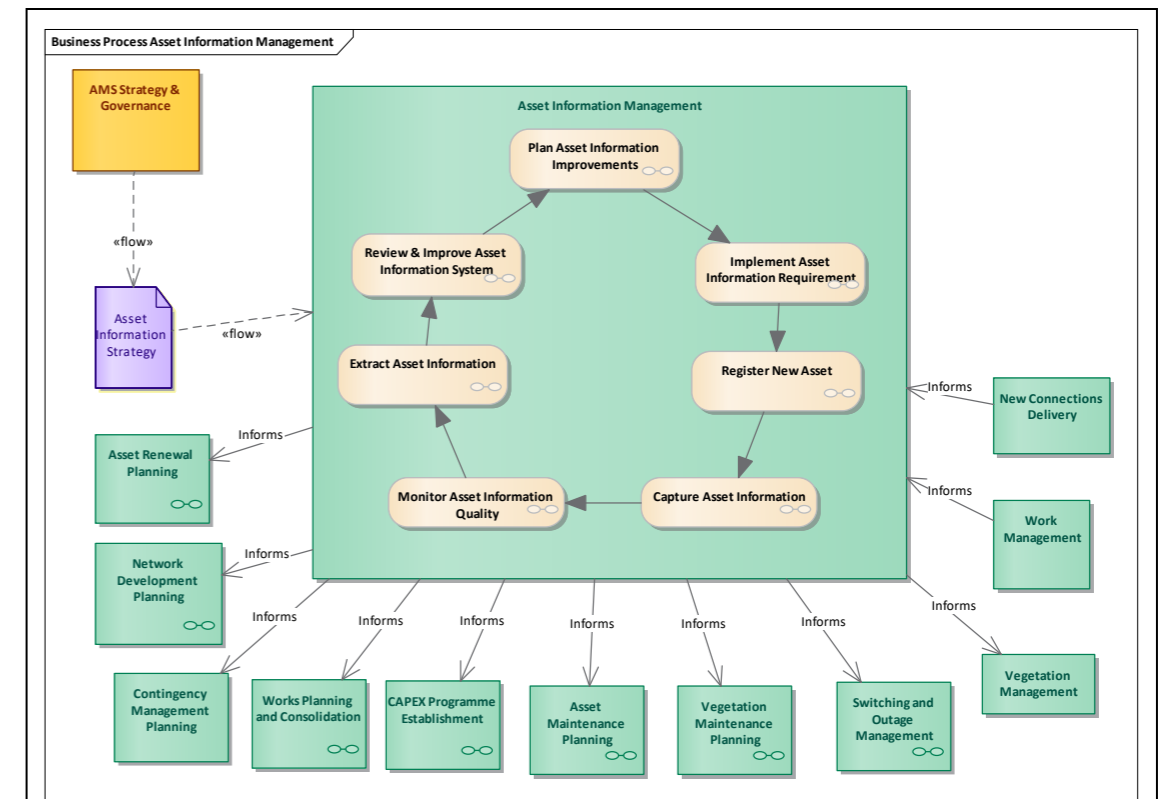 Business Process Asset Information Management
AMS Strategy &
Governance
«flow»
Asset
Information
Strategy
«flow»
Asset Information Management
Plan Asset Information
Improvements
Review & Improve Asset
Information System
Implement Asset
Information Requirement
Extract Asset Information
Register New Asset
Monitor Asset Information
Quality
Capture Asset Information
Informs
New Connections
Delivery
Informs
Work
Management
Informs
Asset Renewal
Planning
Informs
Network
Development
Planning
Informs
Contingency
Management
Planning
Informs
Works Planning
and Consolidation
Informs
CAPEX Programme
Establishment
Informs
Asset
Maintenance
Planning
Informs
Vegetation
Maintenance
Planning
Informs
Switching and
Outage
Management
Informs
Vegetation
Management